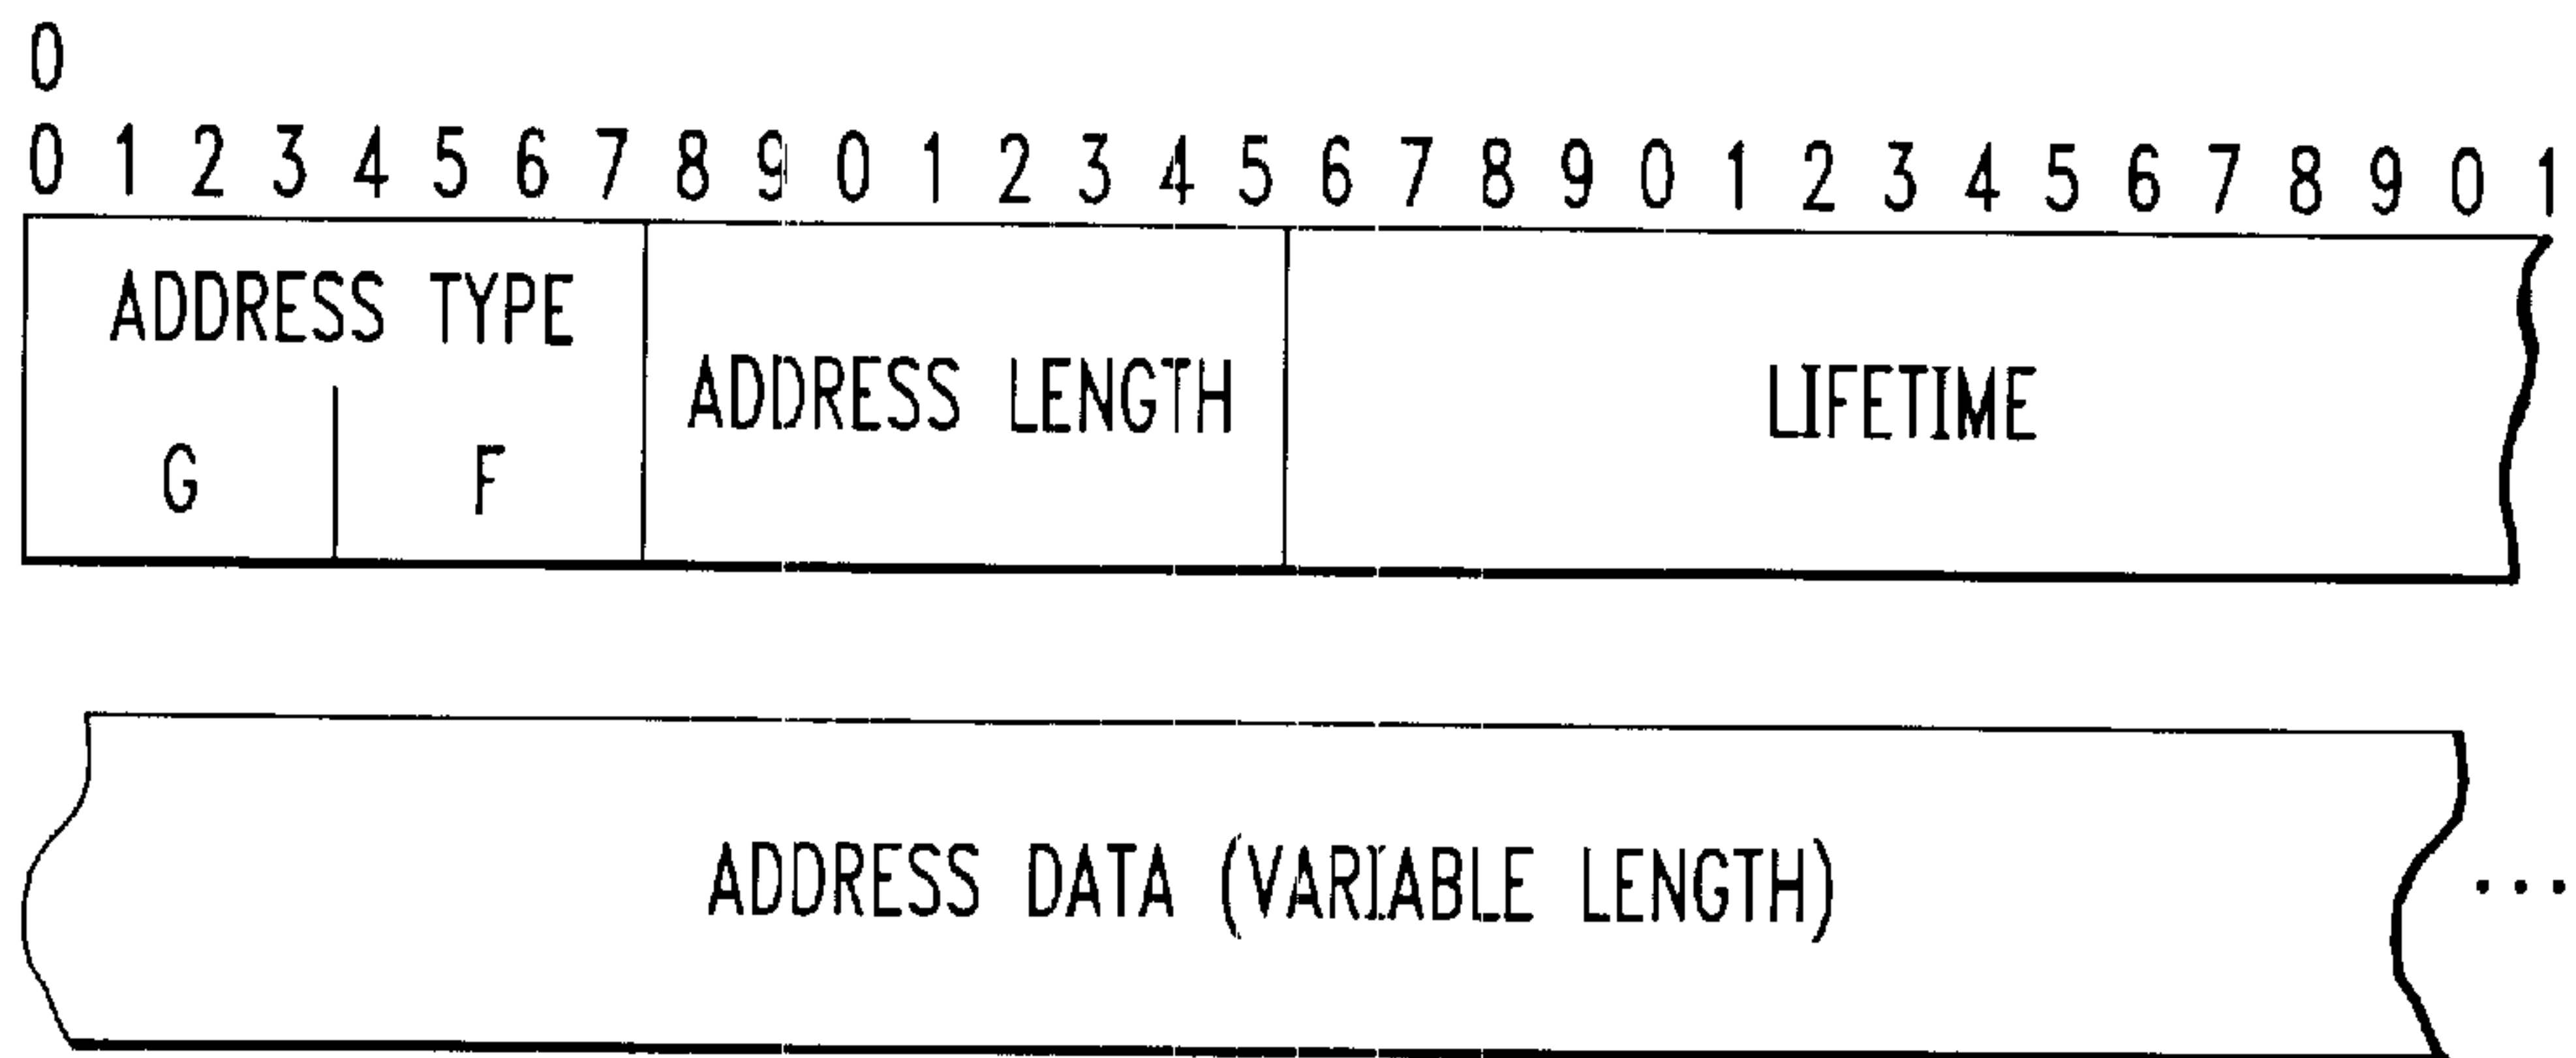 0
0 1 2 3 4 5 6 7 8 9 0 1 2 3 4 5 6 7 8 9 0 1 2 3 4 5 6 7 8 9 0 1
ADDRESS TYPE
G F
ADDRESS LENGTH
LIFETIME
ADDRESS DATA (VARIABLE LENGTH) ...